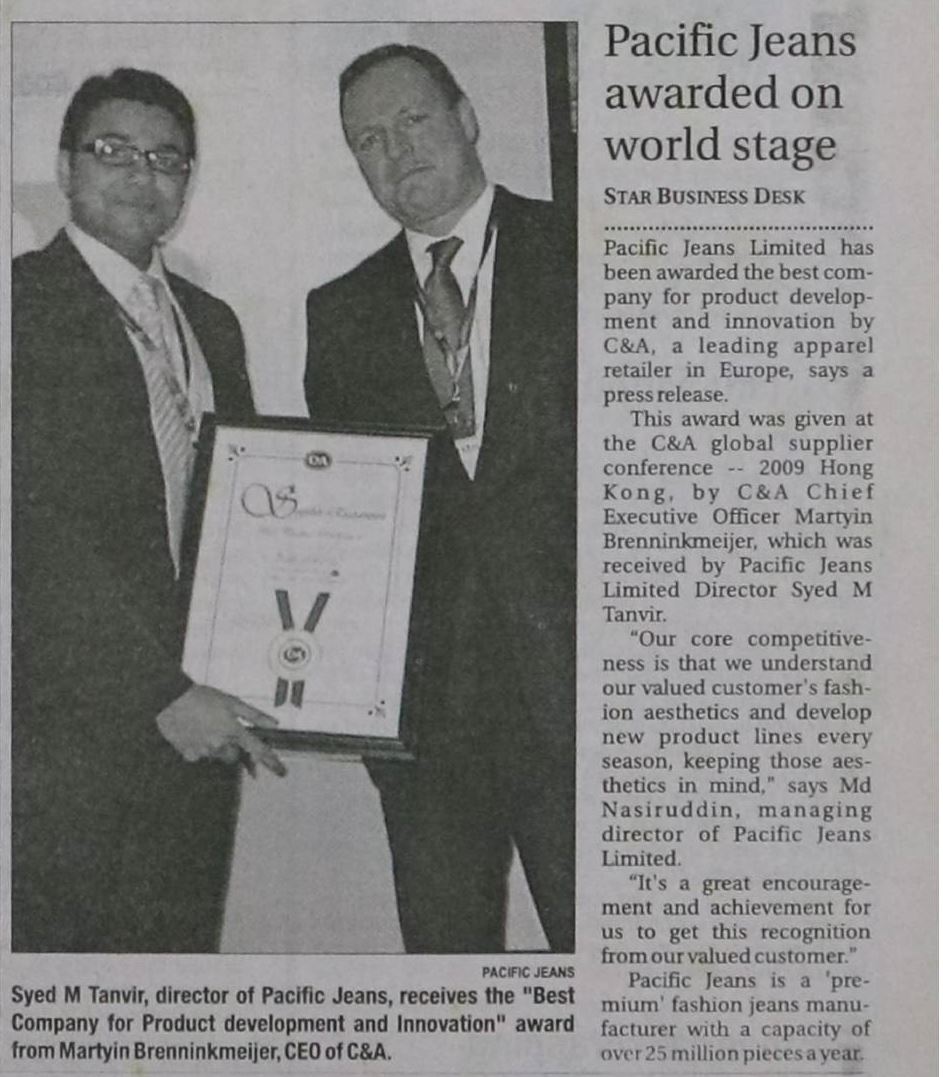 Pacific Jeans
awarded on
world stage
STAR BUSINESS DESK
Pacific Jeans Limited has
been awarded the best com-
pany for product develop-
ment and innovation by
C&A, a leading apparel
retailer in Europe, says a
press release.
This award was given at
the C&A global supplier
conference -- 2009 Hong
Kong, by C&A Chief
Executive Officer Martyin
Brenninkmeijer, which was
received by Pacific Jeans
Limited Director Syed M
Tanvir.
"Our core competitive-
ness is that we understand
our valued customer's fash-
ion aesthetics and develop
new product lines every
season, keeping those aes-
thetics in mind," says Md
Nasiruddin, managing
director of Pacific Jeans
Limited.
"It's a great encourage-
ment and achievement for
us to get this recognition
from our valued customer."
Pacific Jeans is a 'pre-
mium' fashion jeans manu-
facturer with a capacity of
over 25 million pieces a year.
C&A
C&A
PACIFIC JEANS
Syed M Tanvir, director of Pacific Jeans, receives the "Best
Company for Product development and Innovation" award
from Martyin Brenninkmeijer, CEO of C&A.